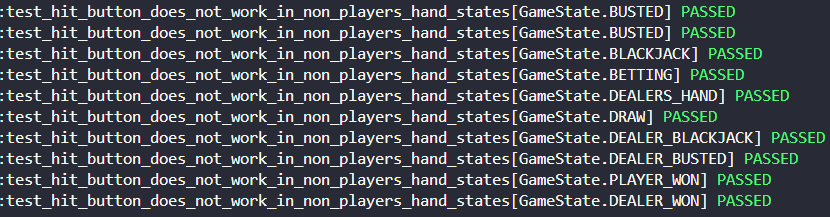 :test_hit_button_does_not_work_in_non_players_hand_states[GameState.BUSTED] PASSED
:test_hit_button_does_not_work_in_non_players_hand_states[GameState.BUSTED] PASSED
:test_hit_button_does_not_work_in_non_players_hand_states[GameState.BLACKJACK] PASSED
:test_hit_button_does_not_work_in_non_players_hand_states[GameState.BETTING] PASSED
:test_hit_button_does_not_work_in_non_players_hand_states[GameState.DEALERS_HAND] PASSED
:test_hit_button_does_not_work_in_non_players_hand_states[GameState.DRAW] PASSED
:test_hit_button_does_not_work_in_non_players_hand_states[GameState.DEALER_BLACKJACK] PASSED
:test_hit_button_does_not_work_in_non_players_hand_states[GameState.DEALER_BUSTED] PASSED
:test_hit_button_does_not_work_in_non_players_hand_states[GameState.PLAYER_WON] PASSED
:test_hit_button_does_not_work_in_non_players_hand_states[GameState.DEALER_WON] PASSED